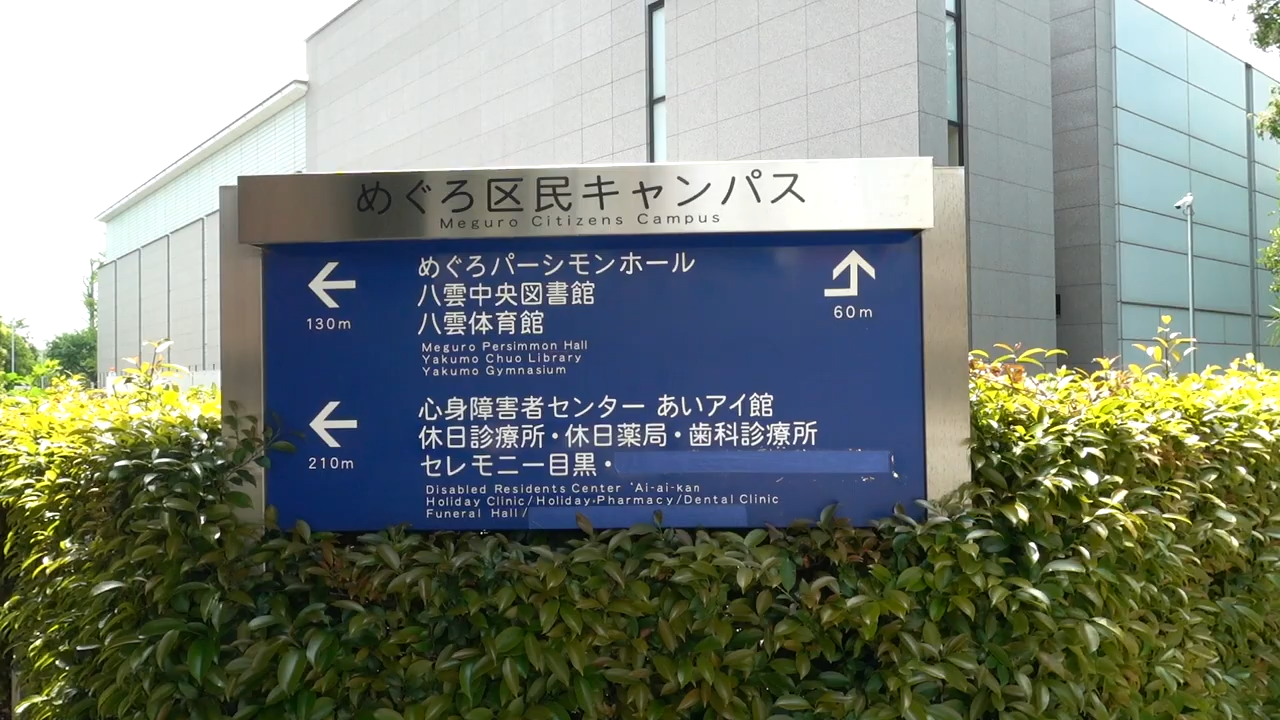 めぐろ区民キャンパス
Meguro Citizens Campus
130m
めぐろパーシモンホール
八雲中央図書館
八雲体育館
Meguro Persimmon Hall
Yakumo Chuo Library
Yakumo Gymnasium
60m
210m
心身障害者センター あいアイ館
休日診療所・休日薬局・歯科診療所
セレモニー目黒・
Disabled Residents Center 'Ai-ai-kan
Holiday Clinic/Holiday-Pharmacy/Dental Clinic
Funeral Hall/